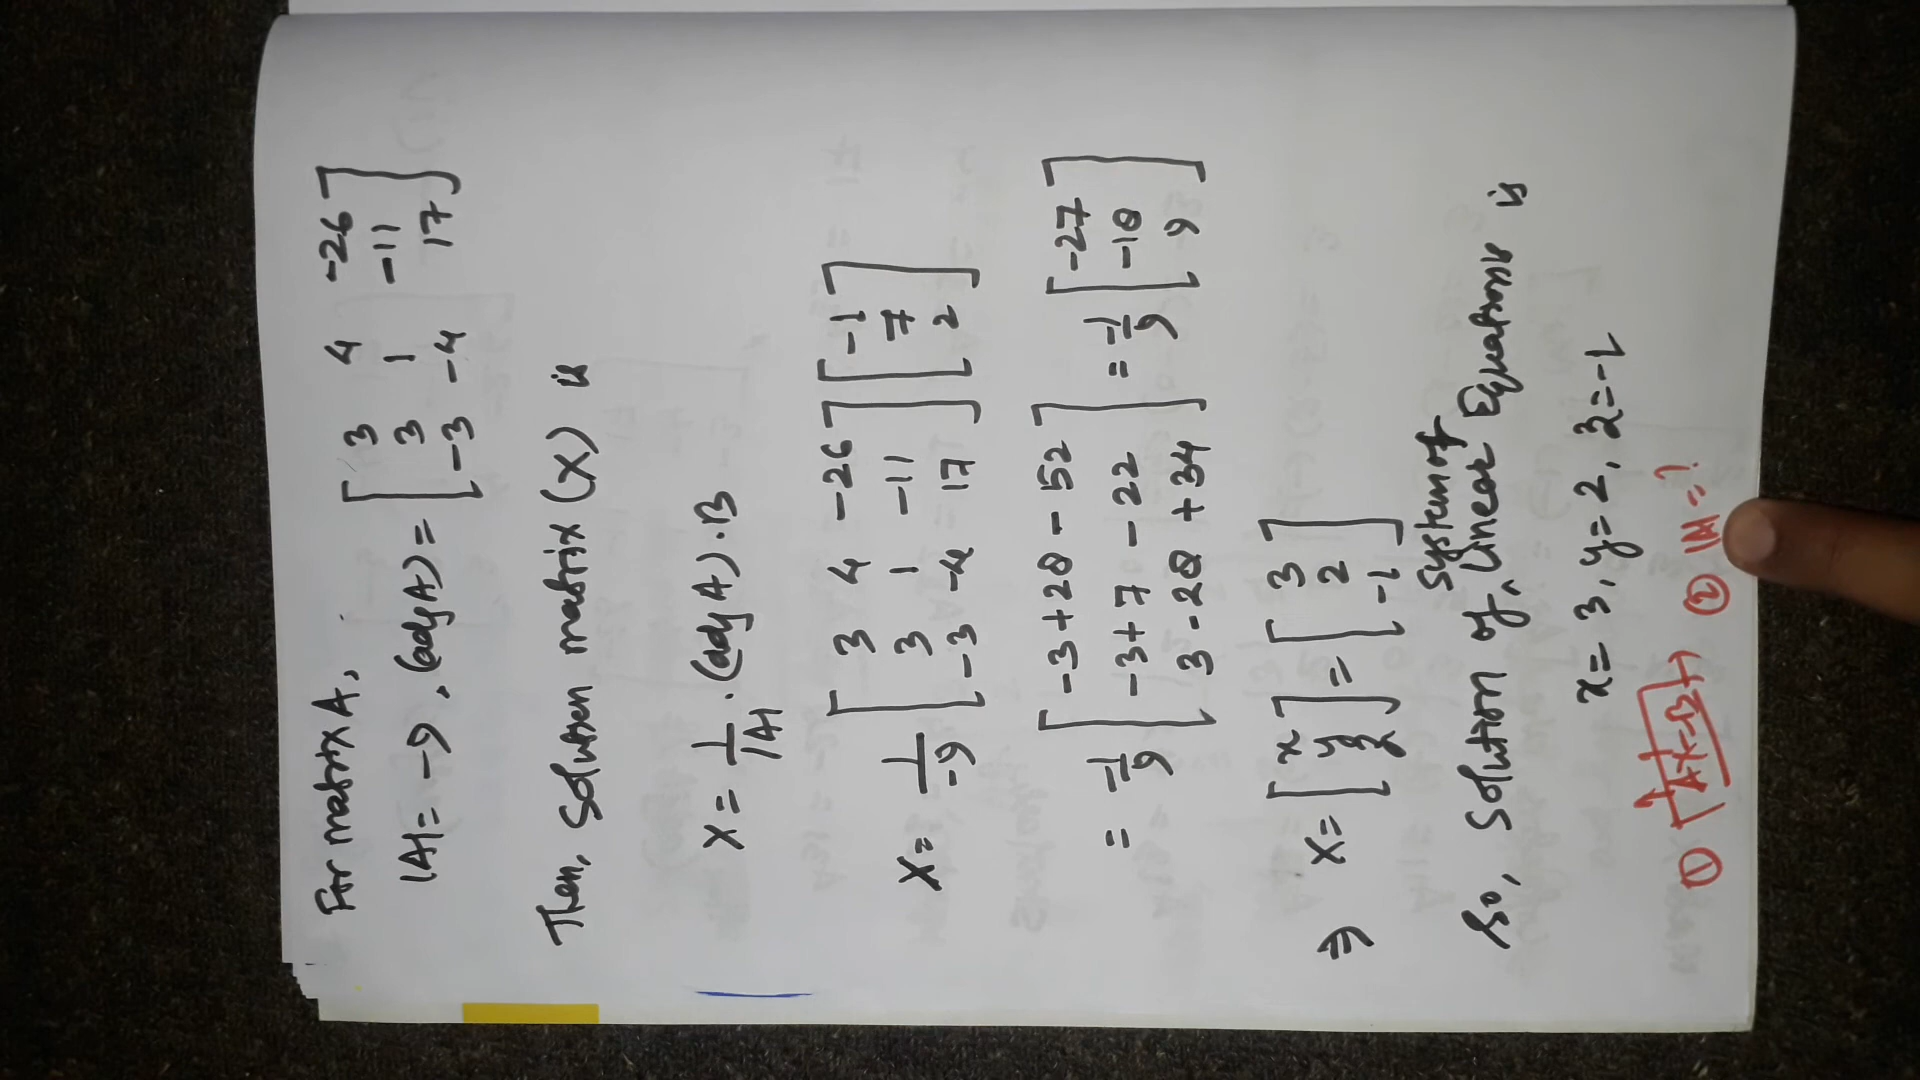 For matrix A,
|A| = -9, (adj A) = [ 3 4 -26
3 1 -11
-3 -4 17 ]
Then, Solution matrix (X) is
X = 1/|A| . (adj A) . B
X = 1/-9 [ 3 4 -26
3 1 -11
-3 -4 17 ] [ -1
7
2 ]
= -1/9 [ -3 + 28 - 52
-3 + 7 - 22
3 - 28 + 34 ] = -1/9 [ -27
-18
9 ]
⇒ X = [ x
y
z ] = [ 3
2
-1 ]
So, Solution of System of Linear Equations is
x = 3, y = 2, z = -1
① AX=B ② |A| = ?